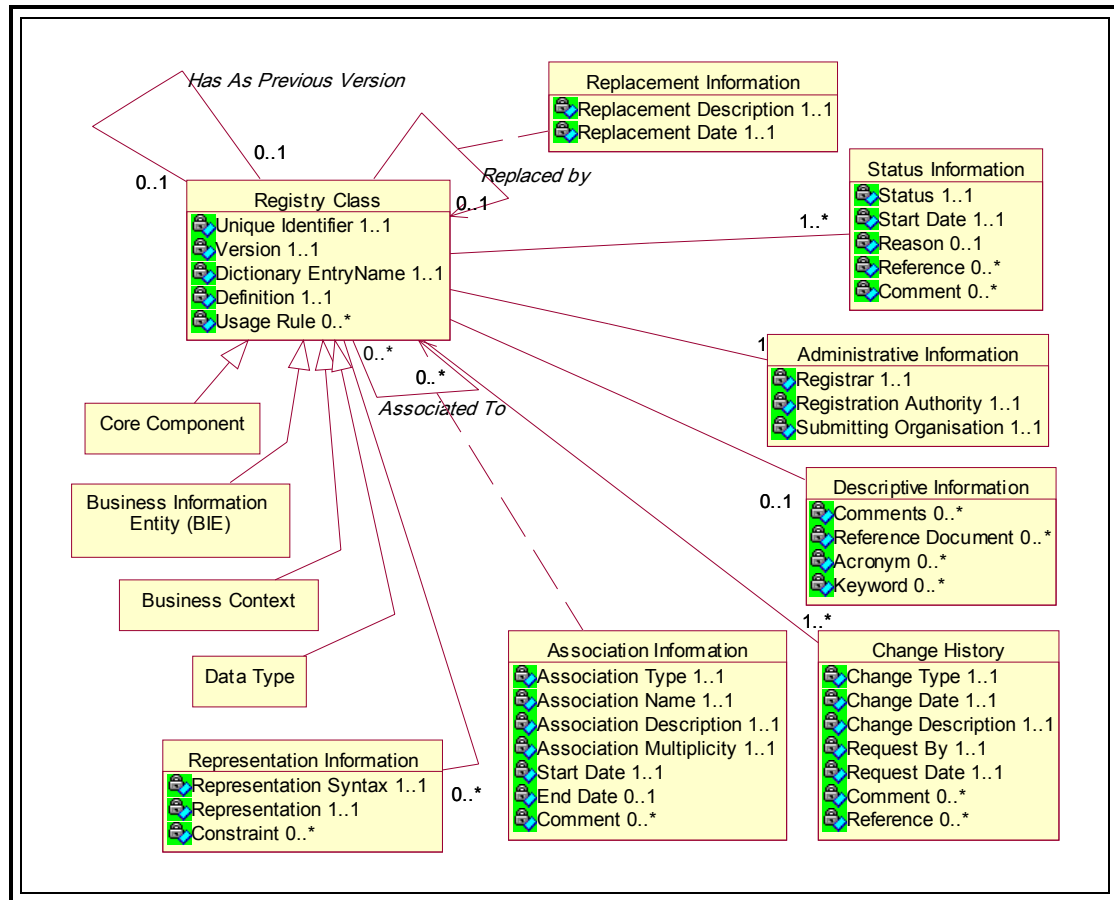 Has As Previous Version
0..1
0..1
Replacement Information
Replacement Description 1..1
Replacement Date 1..1
Replaced by
0..1
Registry Class
Unique Identifier 1..1
Version 1..1
Dictionary EntryName 1..1
Definition 1..1
Usage Rule 0..*
Status Information
Status 1..1
Start Date 1..1
Reason 0..1
Reference 0..*
Comment 0..*
1..*
1
Administrative Information
Registrar 1..1
Registration Authority 1..1
Submitting Organisation 1..1
0..*
0..*
Associated To
Core Component
Business Information
Entity (BIE)
Business Context
Data Type
0..1
Descriptive Information
Comments 0..*
Reference Document 0..*
Acronym 0..*
Keyword 0..*
Representation Information
Representation Syntax 1..1
Representation 1..1
Constraint 0..*
0..*
Association Information
Association Type 1..1
Association Name 1..1
Association Description 1..1
Association Multiplicity 1..1
Start Date 1..1
End Date 0..1
Comment 0..*
1..*
Change History
Change Type 1..1
Change Date 1..1
Change Description 1..1
Request By 1..1
Request Date 1..1
Comment 0..*
Reference 0..*